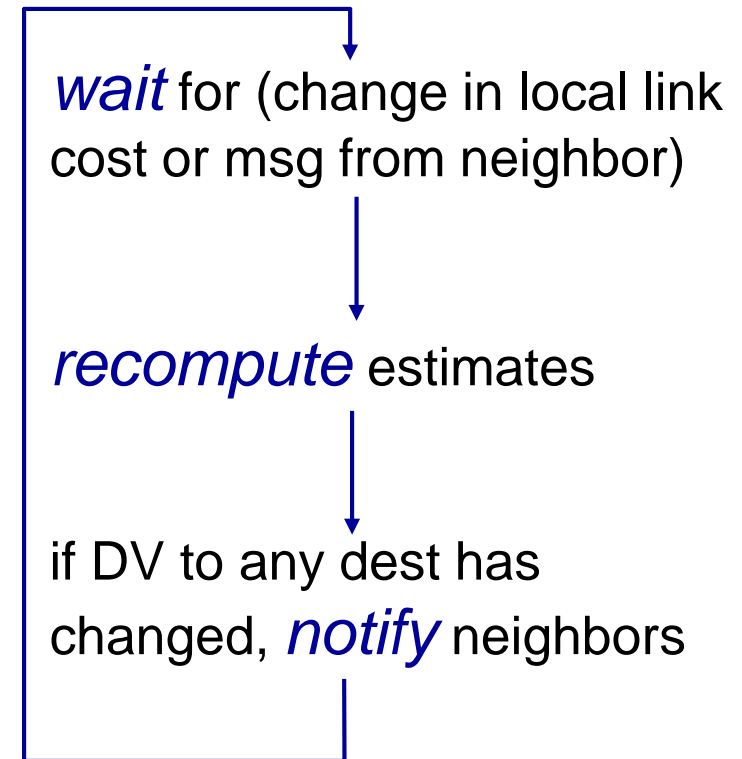 wait for (change in local link
cost or msg from neighbor)
recompute estimates
if DV to any dest has
changed, notify neighbors